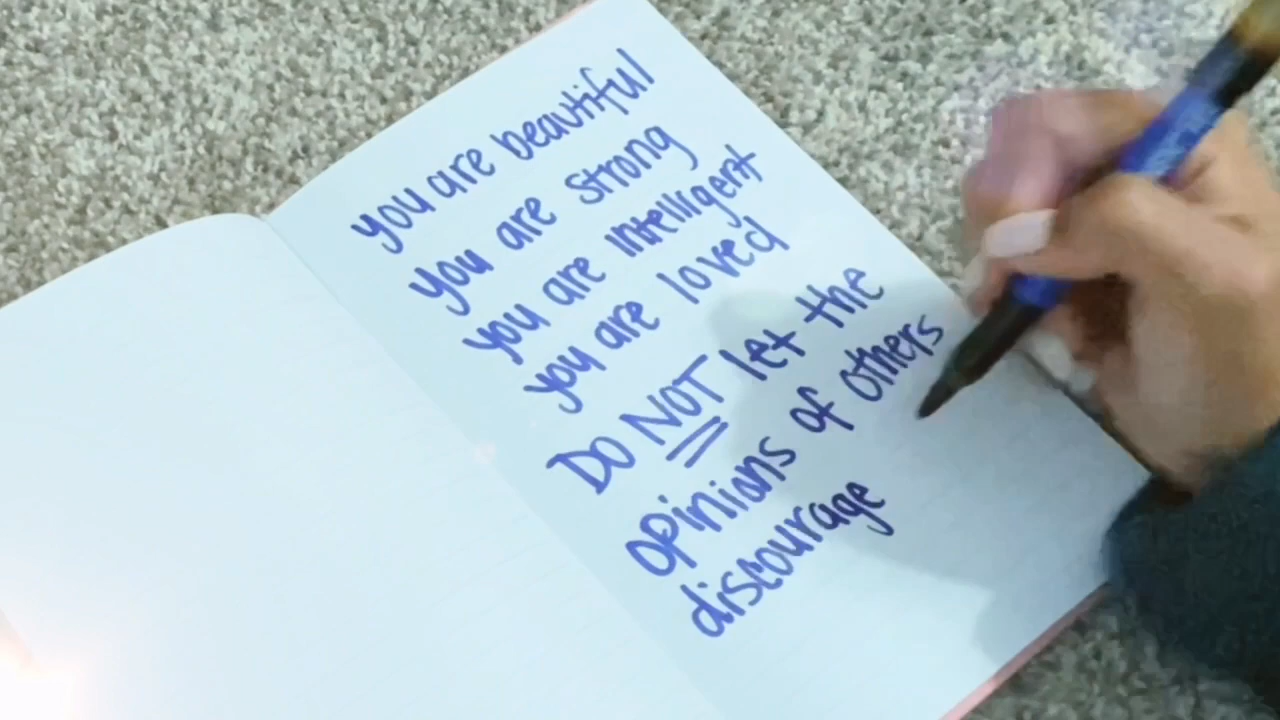 you are beautiful
you are strong
you are intelligent
you are loved
DO NOT let the
opinions of others
discourage